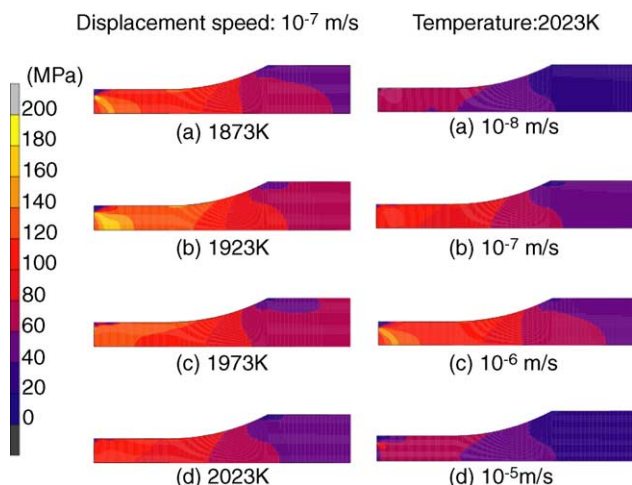 Displacement speed: 10⁻⁷ m/s
Temperature:2023K
(MPa)
200
180
160
140
120
100
80
60
40
20
0
(a) 1873K
(a) 10⁻⁸ m/s
(b) 1923K
(b) 10⁻⁷ m/s
(c) 1973K
(c) 10⁻⁶ m/s
(d) 2023K
(d) 10⁻⁵m/s